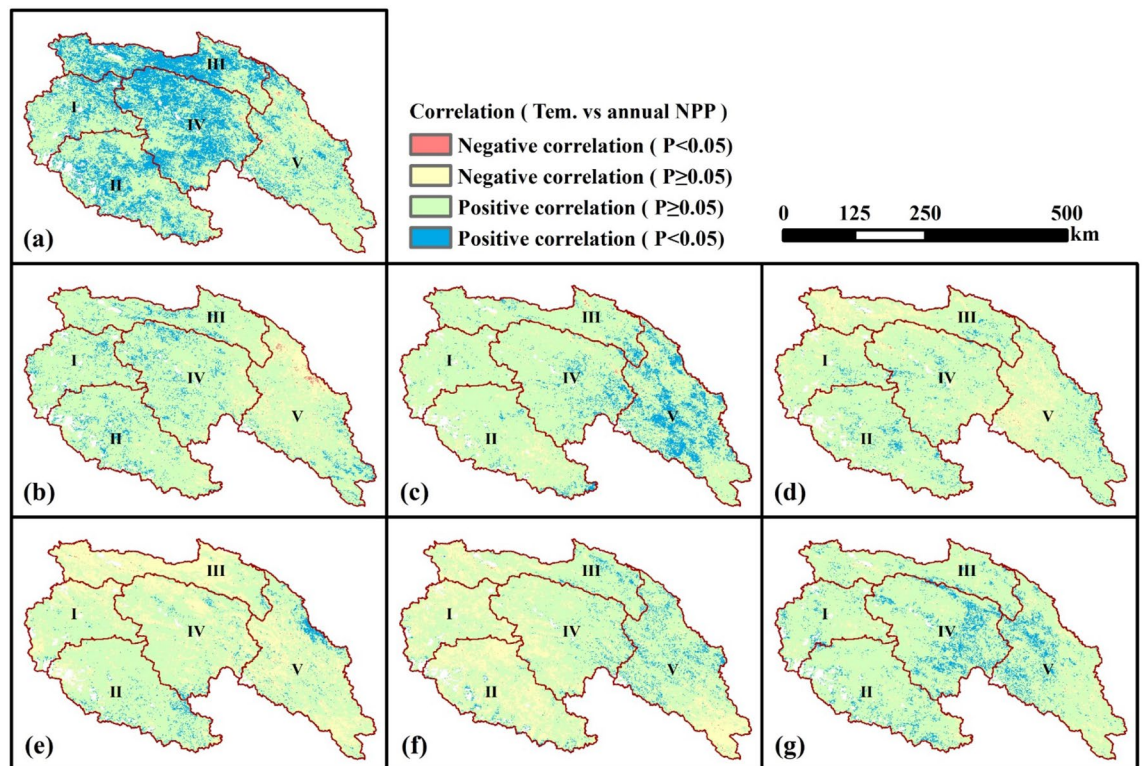 III
I
IV
V
II
(a)
Correlation ( Tem. vs annual NPP )
Negative correlation ( P<0.05)
Negative correlation ( P≥0.05)
Positive correlation ( P≥0.05)
Positive correlation ( P<0.05)
0 125 250 500
km
III
I
IV
V
II
(b)
III
I
IV
V
II
(c)
III
I
IV
V
II
(d)
III
I
IV
V
II
(e)
III
I
IV
V
II
(f)
III
I
IV
V
II
(g)